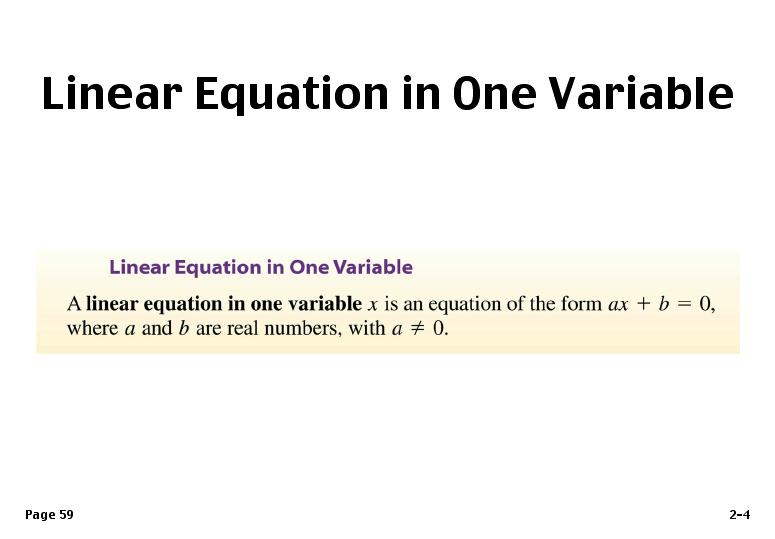 Linear Equation in One Variable
Linear Equation in One Variable
A linear equation in one variable x is an equation of the form ax + b = 0,
where a and b are real numbers, with a ≠ 0.
Page 59
2-4